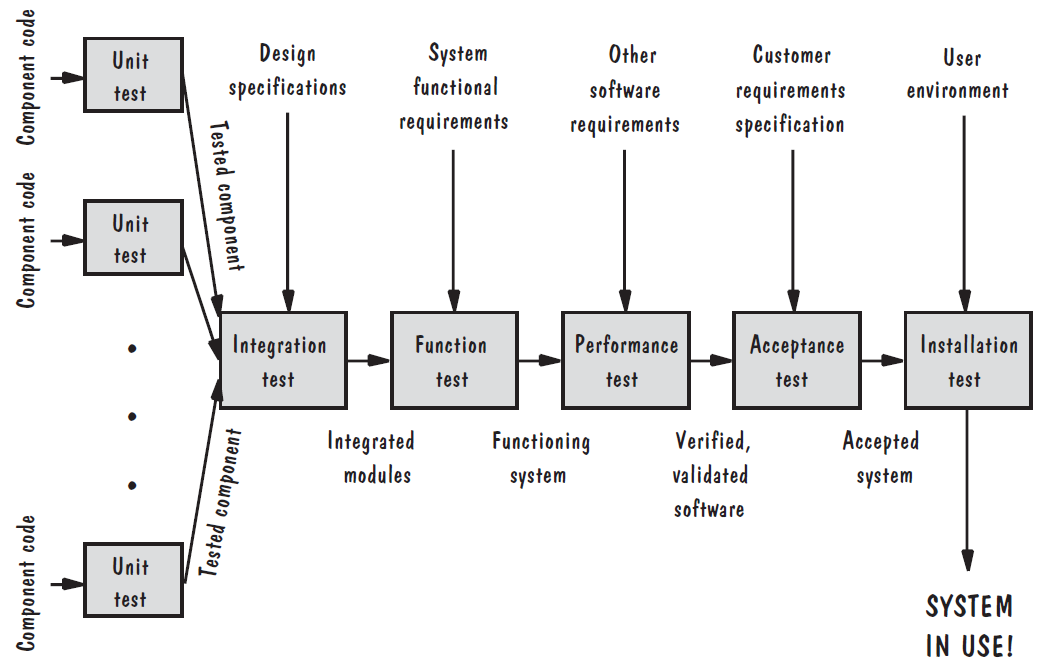 Component code
Unit
test
Component code
Unit
test
Component code
Unit
test
Tested component
Tested component
Design
specifications
System
functional
requirements
Other
software
requirements
Customer
requirements
specification
User
environment
Integration
test
Function
test
Performance
test
Acceptance
test
Installation
test
Integrated
modules
Functioning
system
Verified,
validated
software
Accepted
system
SYSTEM
IN USE!